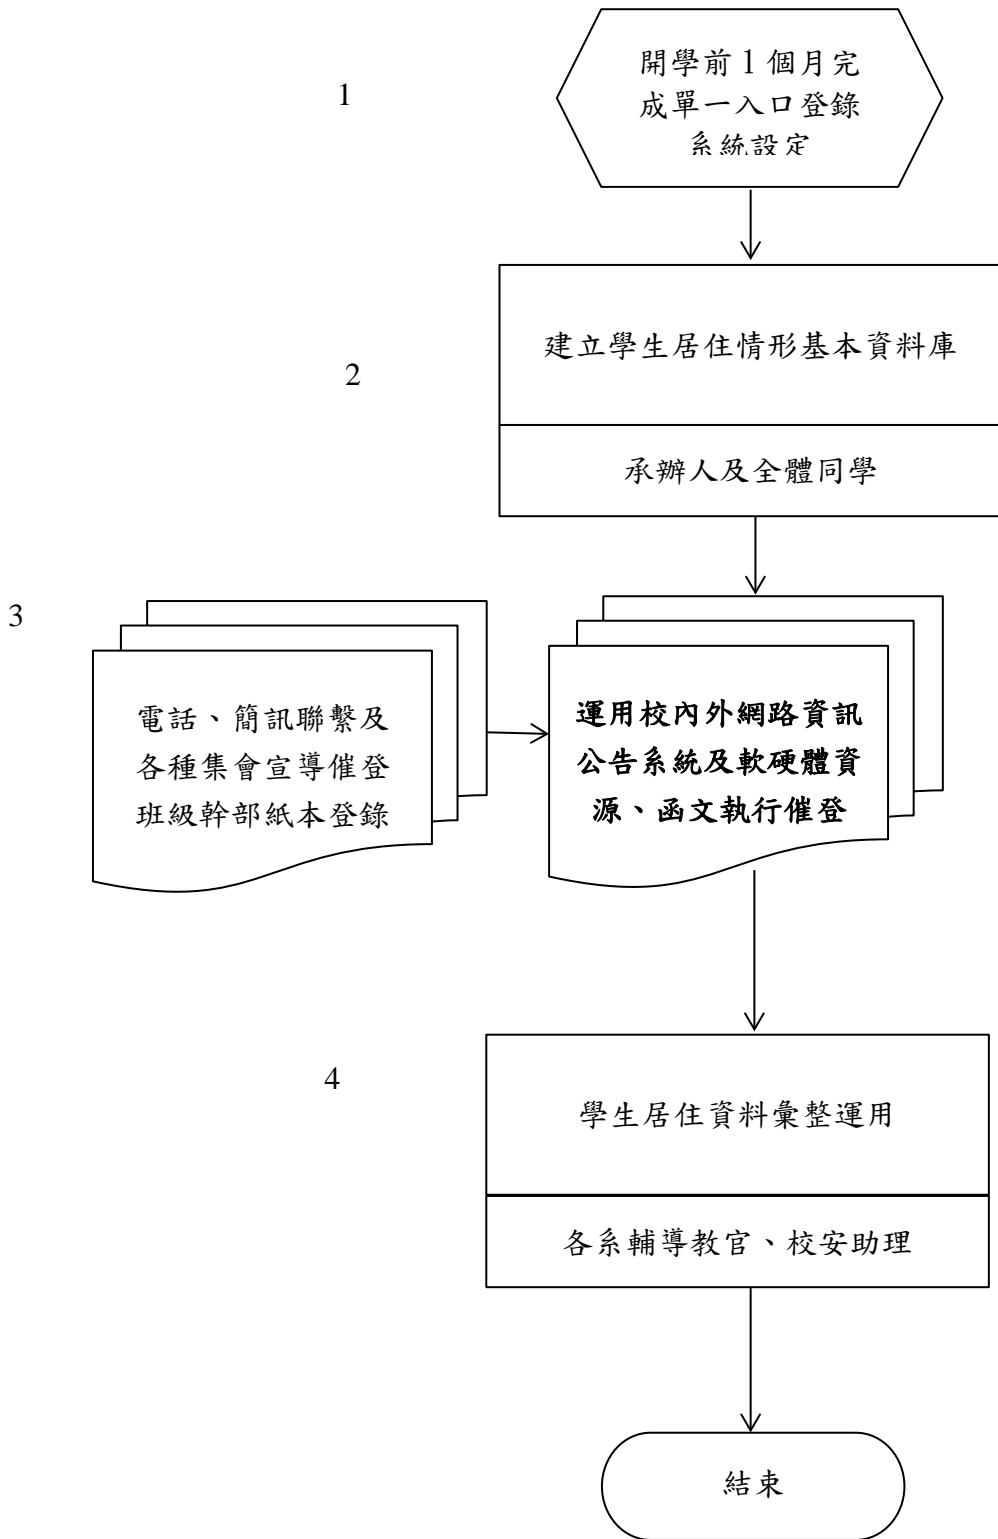 1
開學前 1 個月完
成單一入口登錄
系統設定
2
建立學生居住情形基本資料庫
承辦人及全體同學
3
電話、簡訊聯繫及
各種集會宣導催登
班級幹部紙本登錄
運用校內外網路資訊
公告系統及軟硬體資
源、函文執行催登
4
學生居住資料彙整運用
各系輔導教官、校安助理
結束